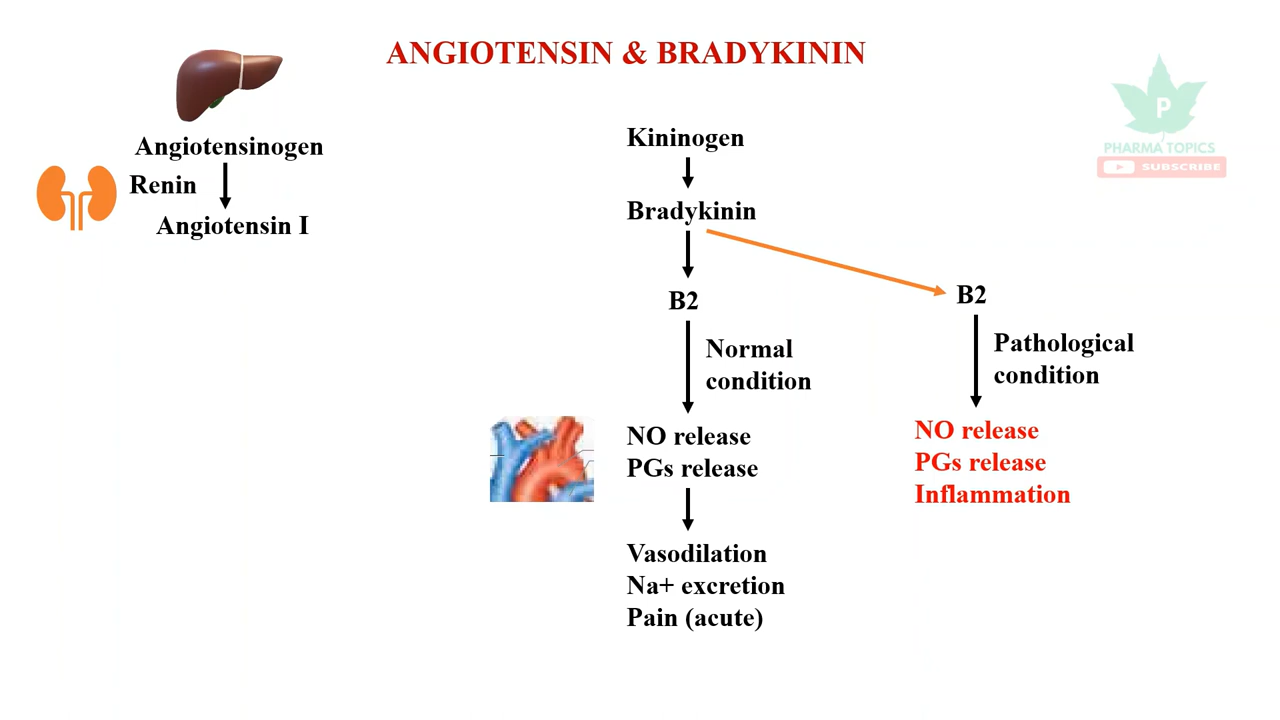 ANGIOTENSIN & BRADYKININ
P
PHARMA TOPICS
SUBSCRIBE
Angiotensinogen
Renin
Angiotensin I
Kininogen
Bradykinin
B2
Normal
condition
NO release
PGs release
Vasodilation
Na+ excretion
Pain (acute)
B2
Pathological
condition
NO release
PGs release
Inflammation